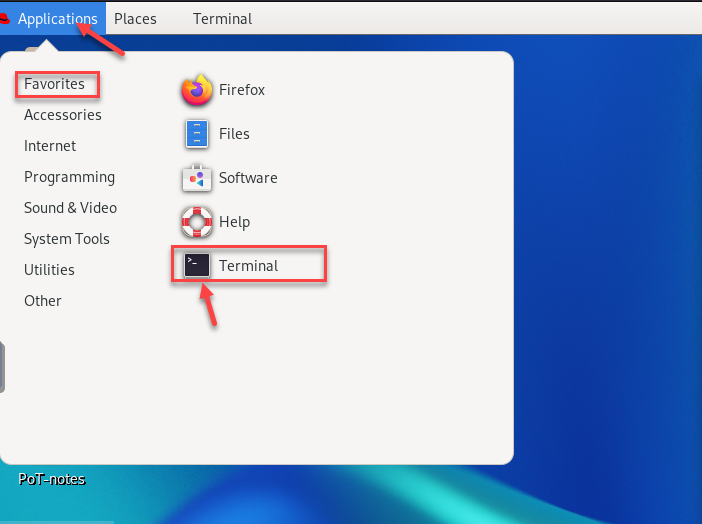 Applications Places Terminal
Favorites
Accessories
Internet
Programming
Sound & Video
System Tools
Utilities
Other
Firefox
Files
Software
Help
>_
Terminal
PoT-notes